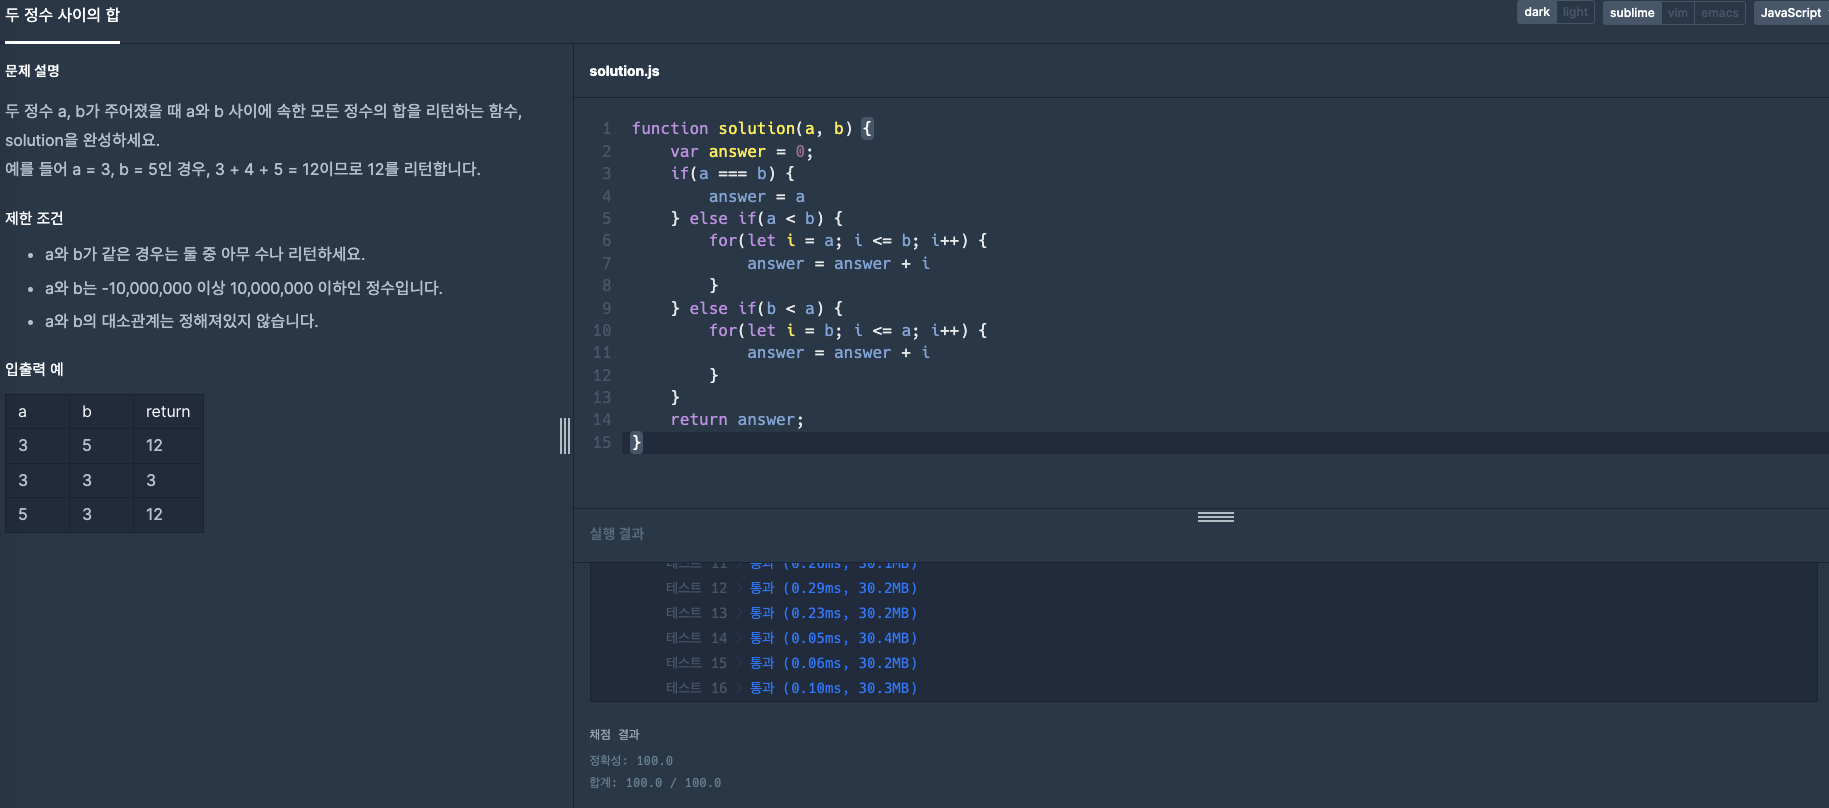 두 정수 사이의 합
dark light
sublime vim emacs
JavaScript
문제 설명
두 정수 a, b가 주어졌을 때 a와 b 사이에 속한 모든 정수의 합을 리턴하는 함수,
solution을 완성하세요.
예를 들어 a = 3, b = 5인 경우, 3 + 4 + 5 = 12이므로 12를 리턴합니다.
제한 조건
• a와 b가 같은 경우는 둘 중 아무 수나 리턴하세요.
• a와 b는 -10,000,000 이상 10,000,000 이하인 정수입니다.
• a와 b의 대소관계는 정해져있지 않습니다.
입출력 예
a b return
3 5 12
3 3 3
5 3 12
solution.js
1 function solution(a, b) {
2     var answer = 0;
3     if(a === b) {
4         answer = a
5     } else if(a < b) {
6         for(let i = a; i <= b; i++) {
7             answer = answer + i
8         }
9     } else if(b < a) {
10         for(let i = b; i <= a; i++) {
11             answer = answer + i
12         }
13     }
14     return answer;
15 }
실행 결과
테스트 11 > 통과 (0.26ms, 30.1MB)
테스트 12 > 통과 (0.29ms, 30.2MB)
테스트 13 > 통과 (0.23ms, 30.2MB)
테스트 14 > 통과 (0.05ms, 30.4MB)
테스트 15 > 통과 (0.06ms, 30.2MB)
테스트 16 > 통과 (0.10ms, 30.3MB)
채점 결과
정확성: 100.0
합계: 100.0 / 100.0